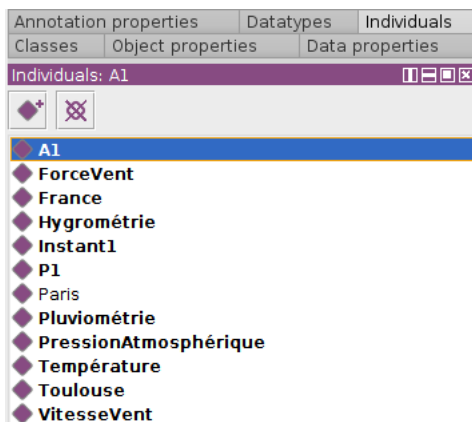 Annotation properties Datatypes Individuals
Classes Object properties Data properties
Individuals: A1
A1
ForceVent
France
Hygrométrie
Instant1
P1
Paris
Pluviométrie
PressionAtmosphérique
Température
Toulouse
VitesseVent